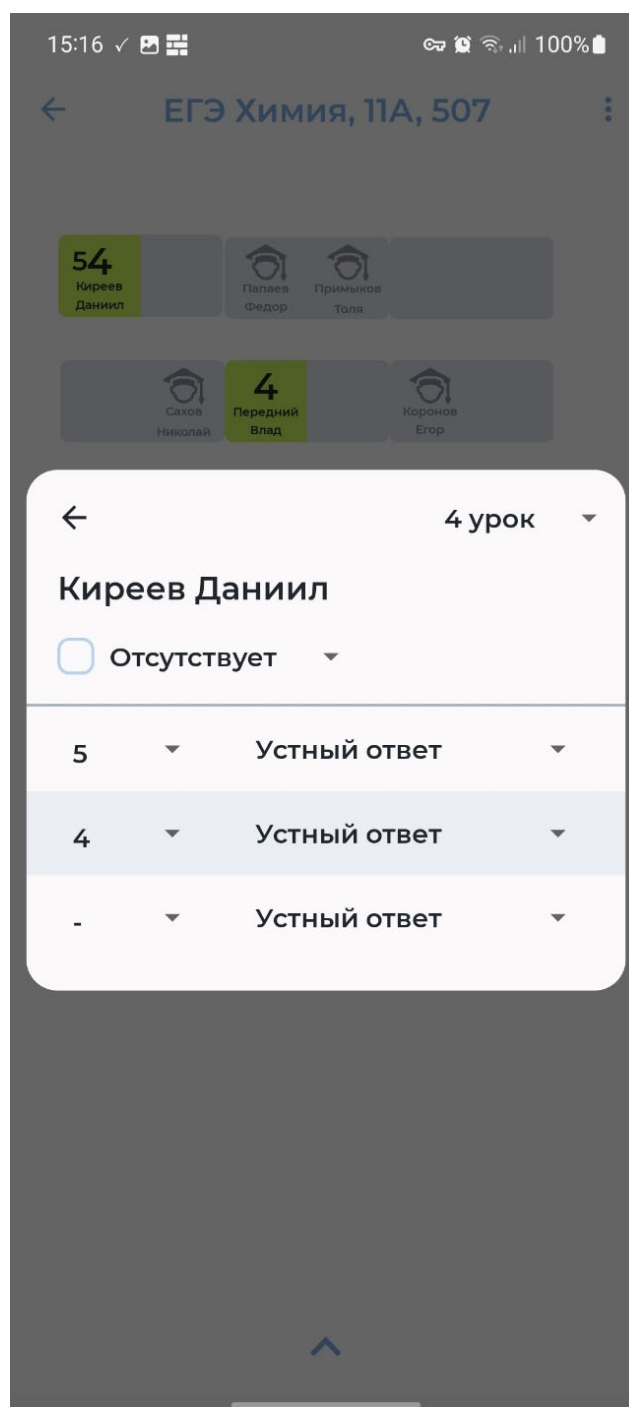 15:16 100%
ЕГЭ Химия, 11А, 507
54
Киреев
Даниил
Папаев
Федор
Примыков
Толя
Сахов
Николай
4
Передний
Влад
Коронов
Егор
4 урок
Киреев Даниил
Отсутствует
5 Устный ответ
4 Устный ответ
- Устный ответ